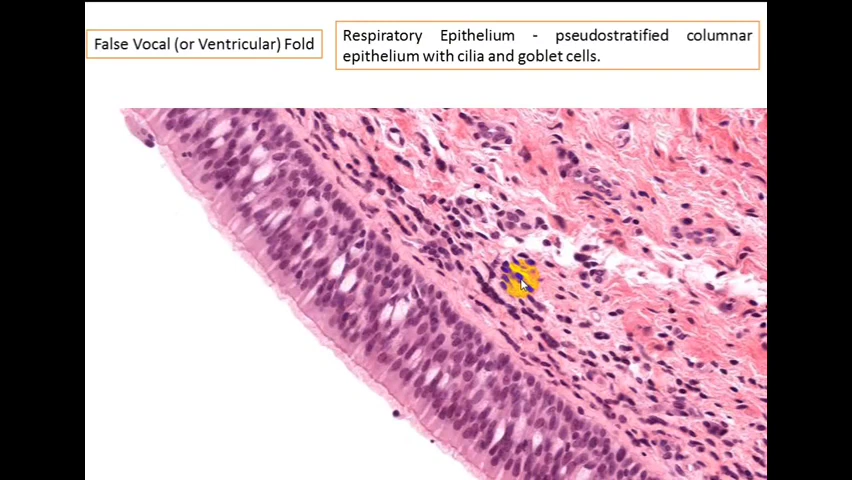 False Vocal (or Ventricular) Fold
Respiratory Epithelium - pseudostratified columnar
epithelium with cilia and goblet cells.